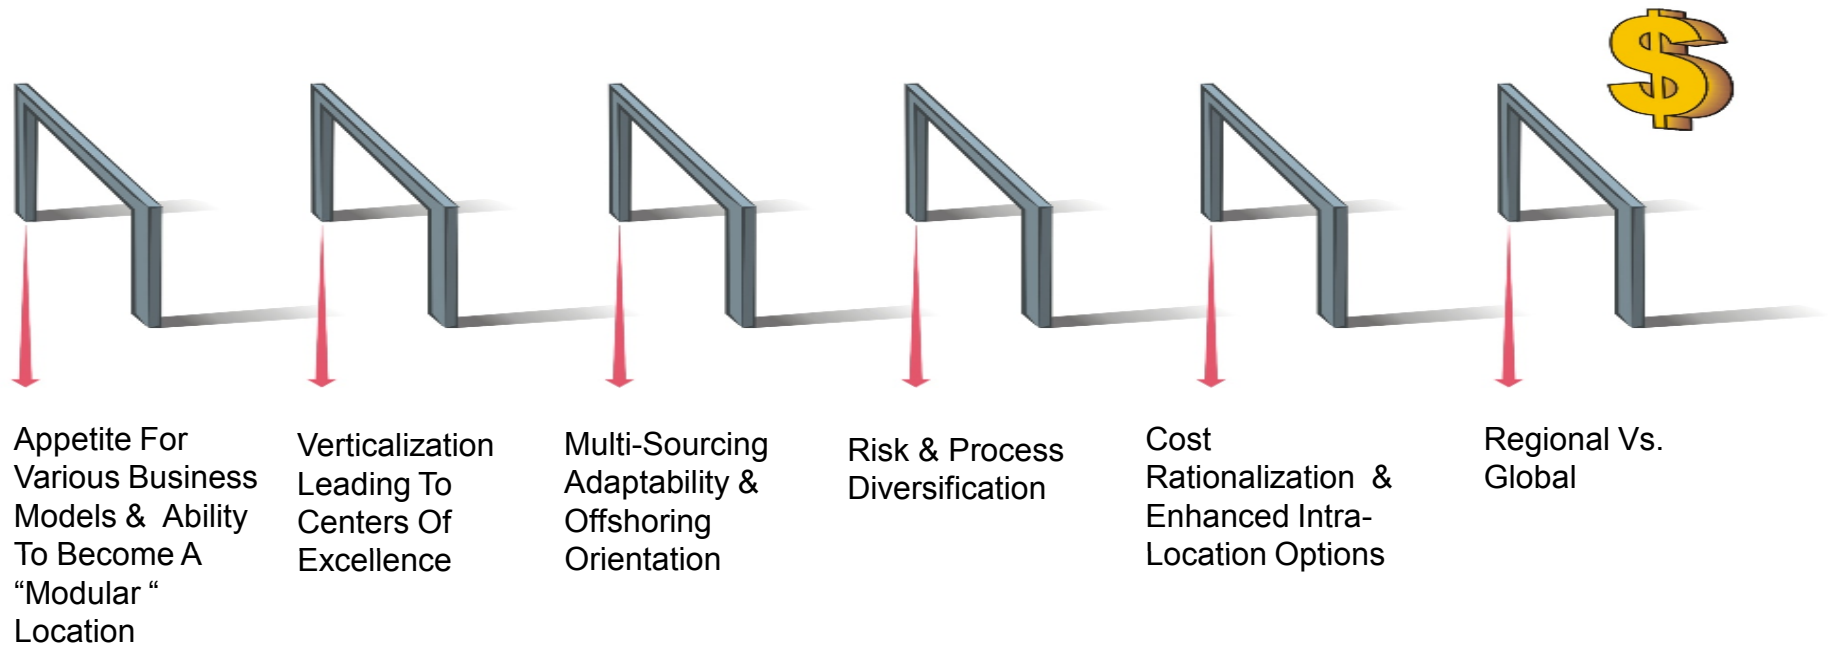 Appetite For
Various Business
Models & Ability
To Become A
“Modular “
Location
Verticalization
Leading To
Centers Of
Excellence
Multi-Sourcing
Adaptability &
Offshoring
Orientation
Risk & Process
Diversification
Cost
Rationalization &
Enhanced Intra-
Location Options
Regional Vs.
Global